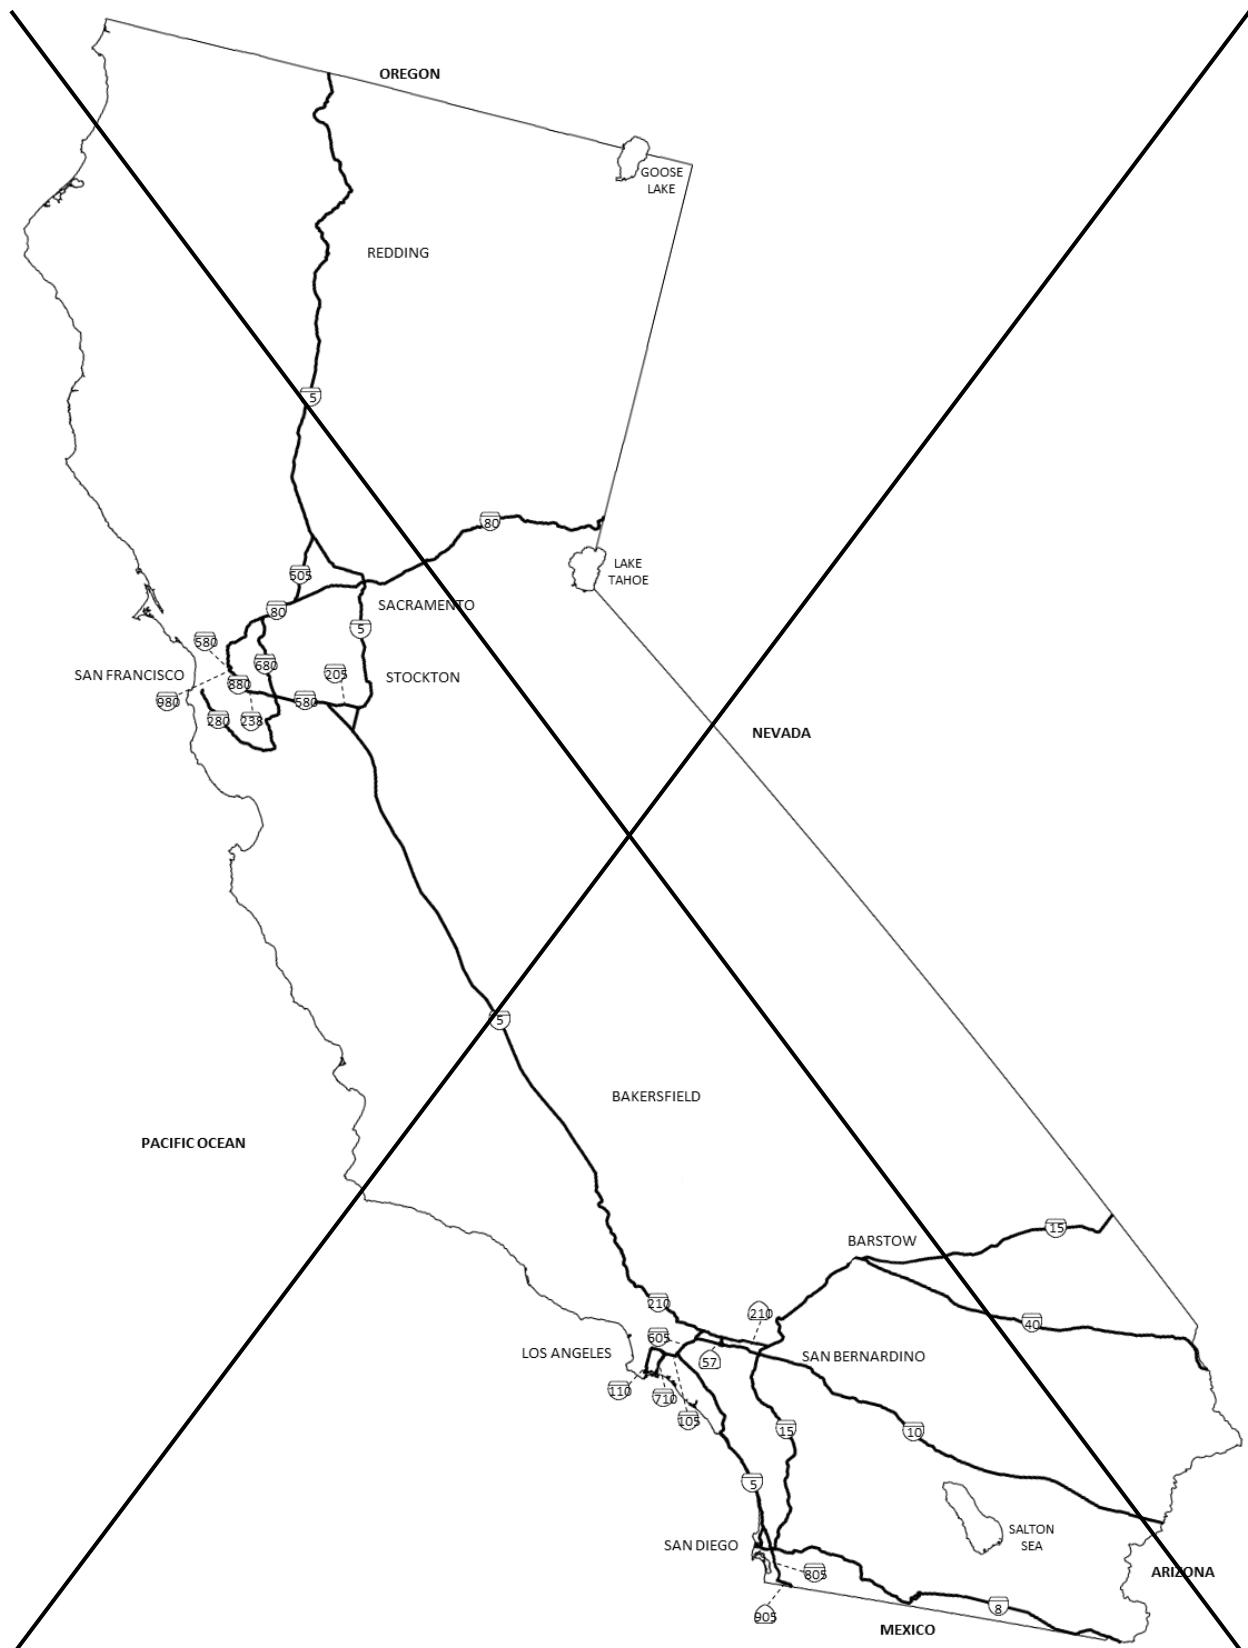 OREGON
GOOSE
LAKE
REDDING
5
80
505
LAKE
TAHOE
80
SACRAMENTO
5
580
680
SAN FRANCISCO
205
STOCKTON
880
980
580
280
238
NEVADA
5
BAKERSFIELD
PACIFIC OCEAN
15
BARSTOW
210
210
40
605
LOS ANGELES
57
SAN BERNARDINO
110
710
105
15
10
5
SALTON
SEA
SAN DIEGO
805
ARIZONA
8
905
MEXICO